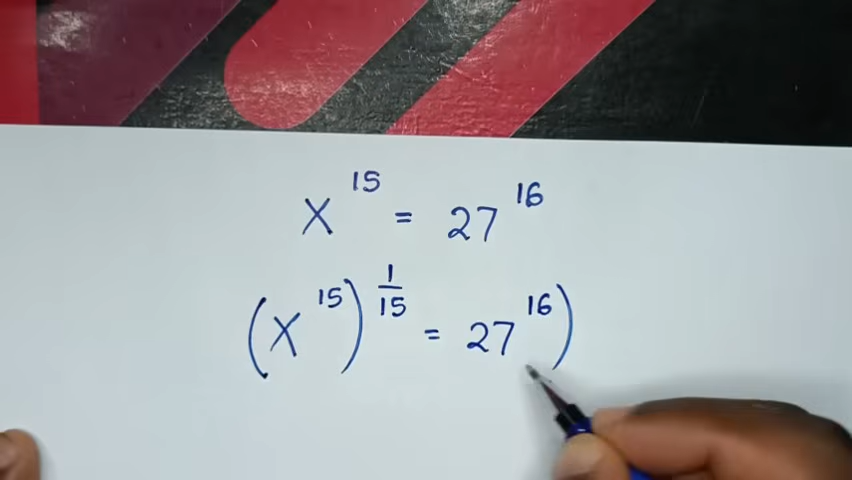 x^15 = 27^16
(x^15)^1/15 = 27^16)